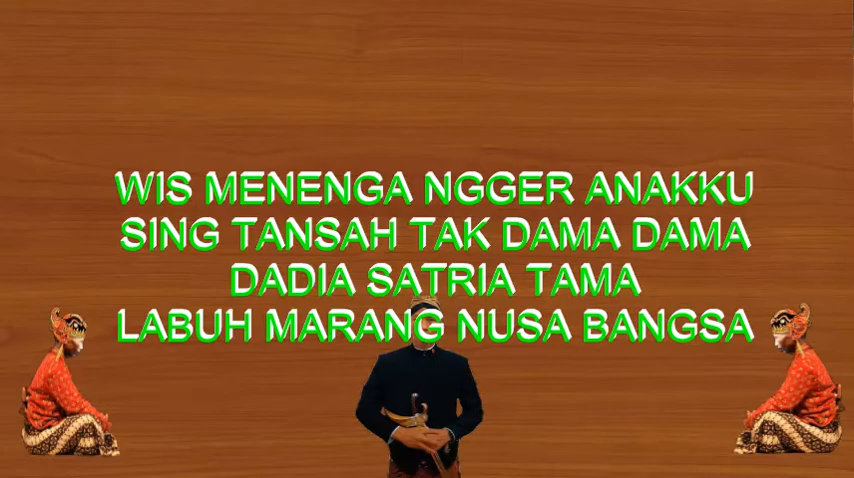 WIS MENENGA NGGER ANAKKU
SING TANSAH TAK DAMA DAMA
DADIA SATRIA TAMA
LABUH MARANG NUSA BANGSA